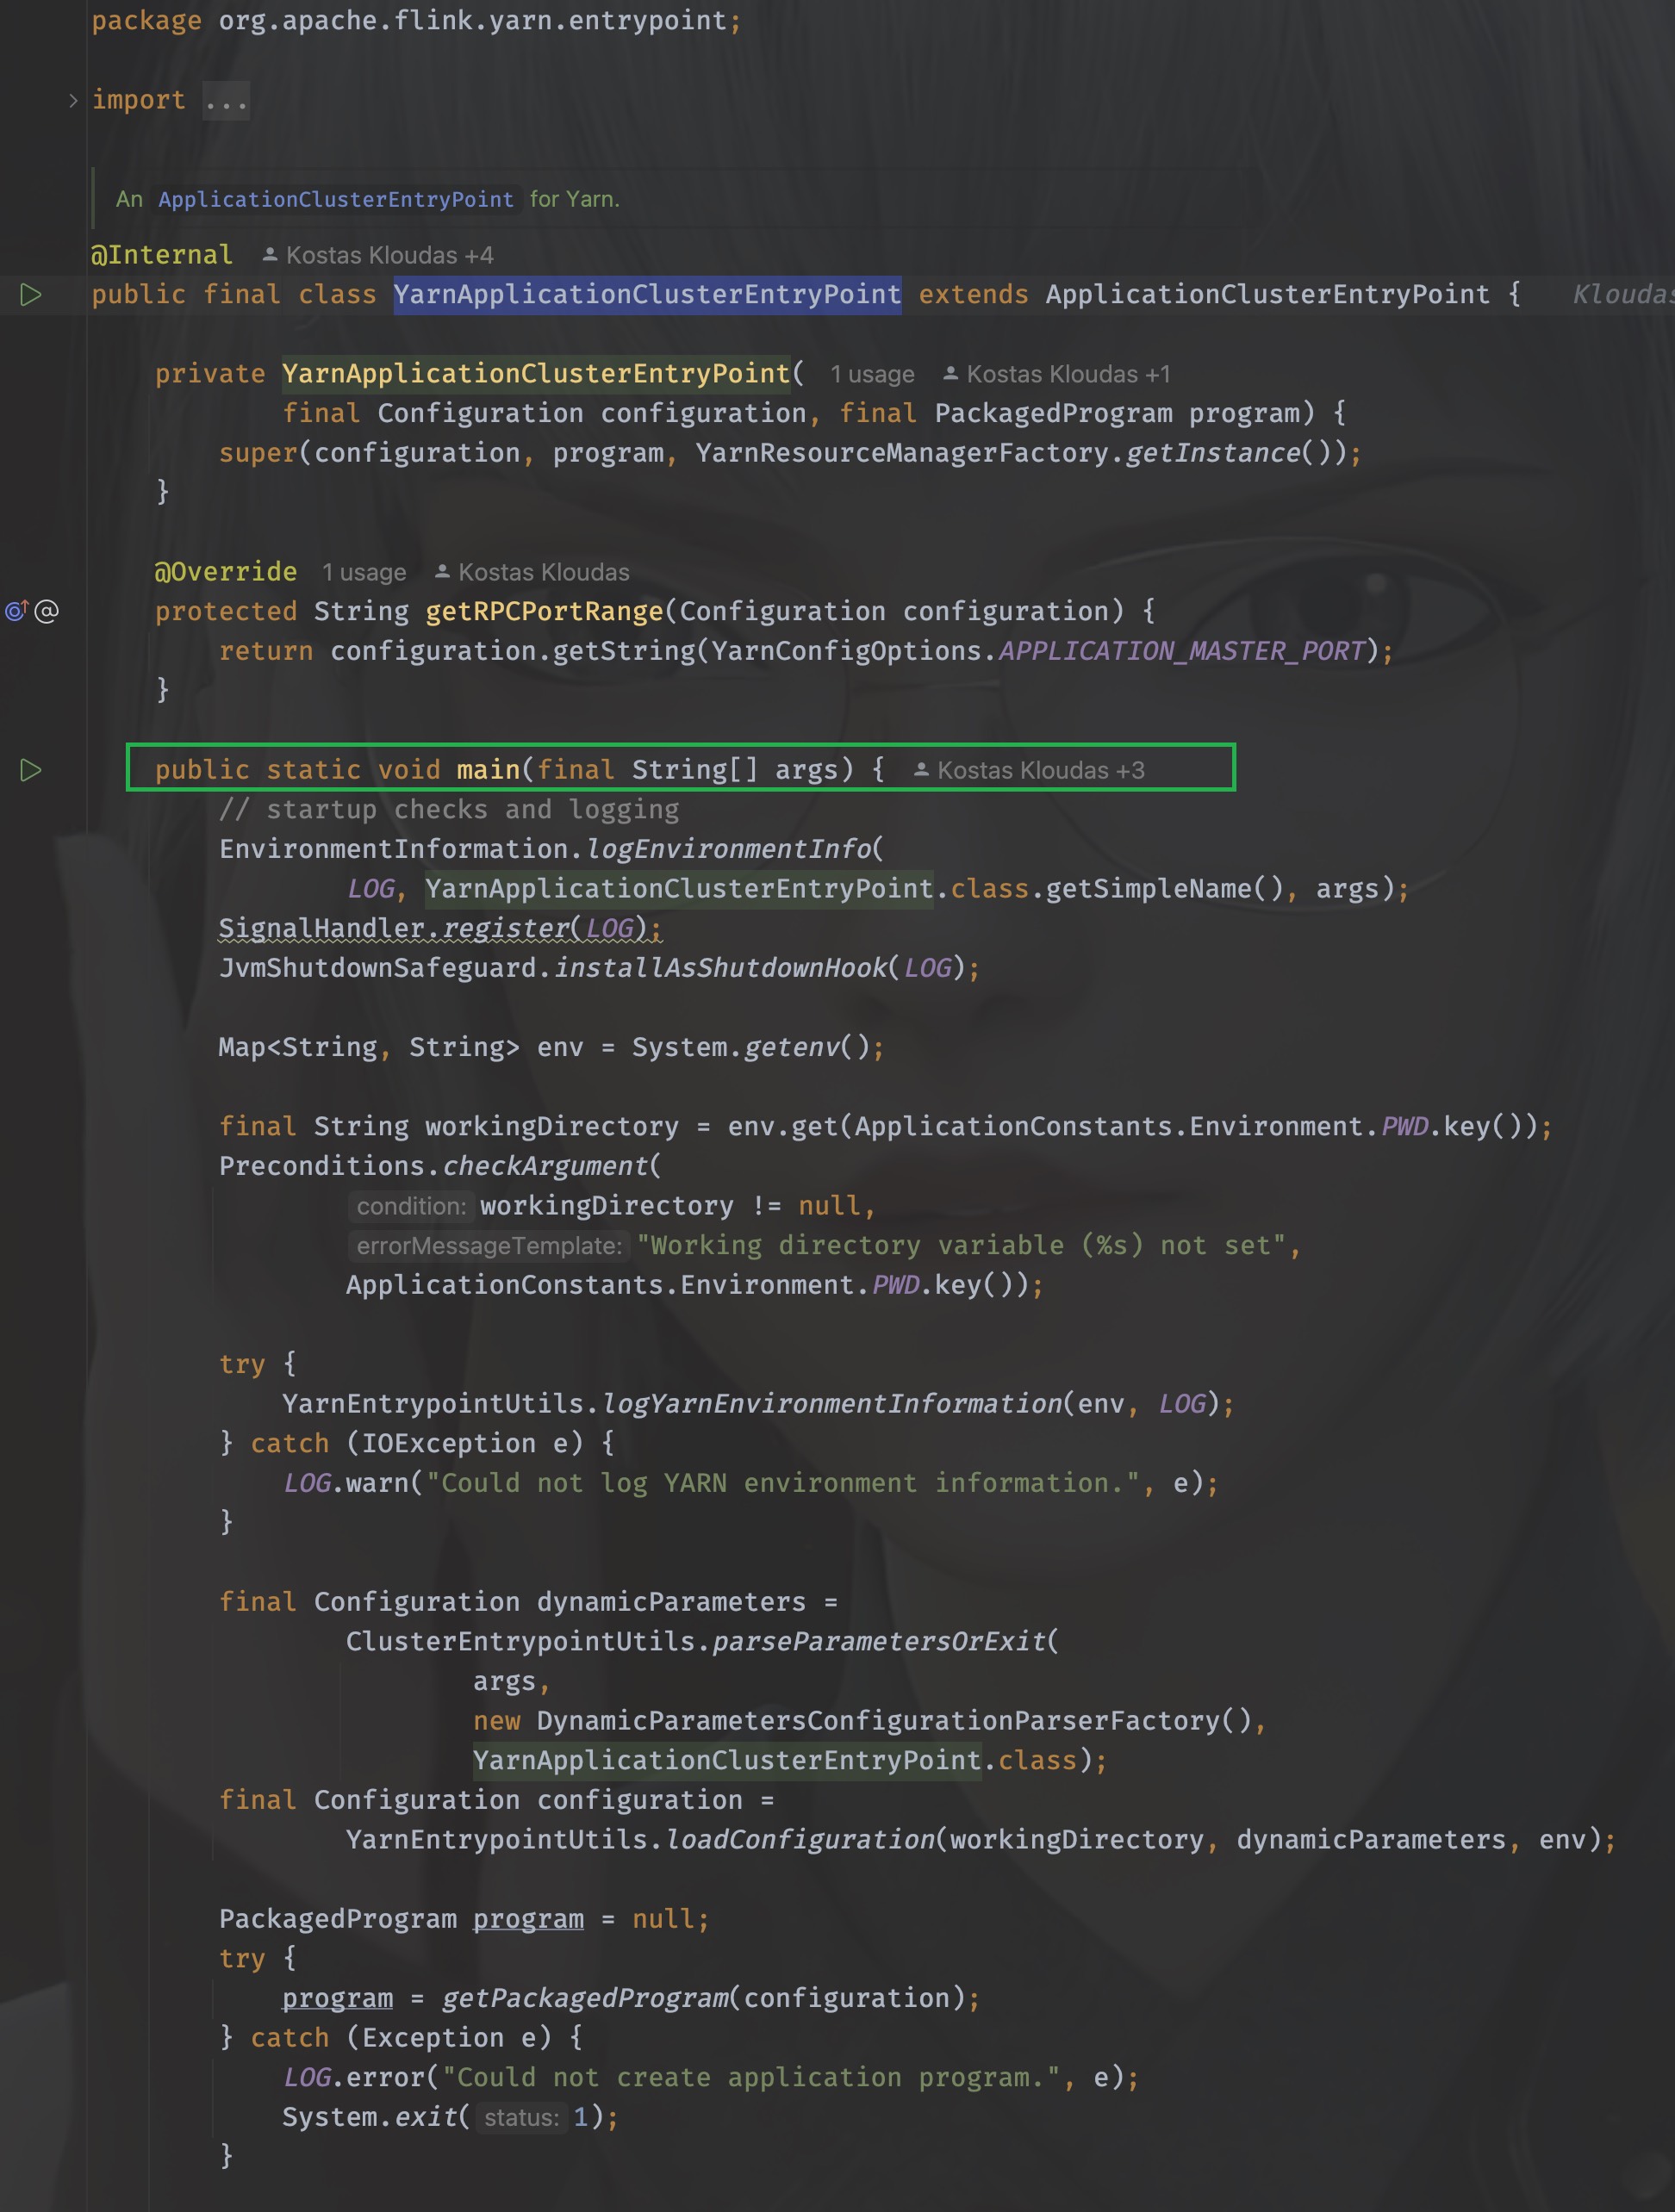 package org.apache.flink.yarn.entrypoint;
import ...
An ApplicationClusterEntryPoint for Yarn.
@Internal Kostas Kloudas +4
public final class YarnApplicationClusterEntryPoint extends ApplicationClusterEntryPoint { Kloudas
private YarnApplicationClusterEntryPoint( 1 usage Kostas Kloudas +1
final Configuration configuration, final PackagedProgram program) {
super(configuration, program, YarnResourceManagerFactory.getInstance());
}
@Override 1 usage Kostas Kloudas
protected String getRPCPortRange(Configuration configuration) {
return configuration.getString(YarnConfigOptions.APPLICATION_MASTER_PORT);
}
public static void main(final String[] args) { Kostas Kloudas +3
// startup checks and logging
EnvironmentInformation.logEnvironmentInfo(
LOG, YarnApplicationClusterEntryPoint.class.getSimpleName(), args);
SignalHandler.register(LOG);
JvmShutdownSafeguard.installAsShutdownHook(LOG);
Map<String, String> env = System.getenv();
final String workingDirectory = env.get(ApplicationConstants.Environment.PWD.key());
Preconditions.checkArgument(
condition: workingDirectory != null,
errorMessageTemplate: "Working directory variable (%s) not set",
ApplicationConstants.Environment.PWD.key());
try {
YarnEntrypointUtils.logYarnEnvironmentInformation(env, LOG);
} catch (IOException e) {
LOG.warn("Could not log YARN environment information.", e);
}
final Configuration dynamicParameters =
ClusterEntrypointUtils.parseParametersOrExit(
args,
new DynamicParametersConfigurationParserFactory(),
YarnApplicationClusterEntryPoint.class);
final Configuration configuration =
YarnEntrypointUtils.loadConfiguration(workingDirectory, dynamicParameters, env);
PackagedProgram program = null;
try {
program = getPackagedProgram(configuration);
} catch (Exception e) {
LOG.error("Could not create application program.", e);
System.exit( status: 1);
}